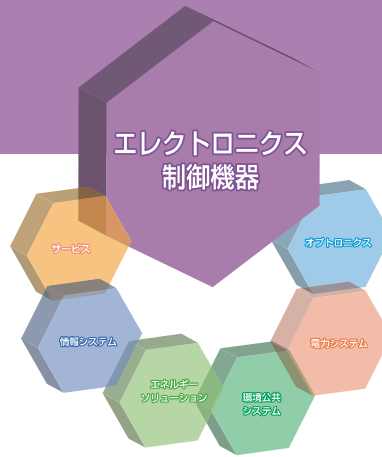 エレクトロニクス
制御機器
サービス
オプトロニクス
情報システム
電力システム
エネルギー
ソリューション
環境公共
システム